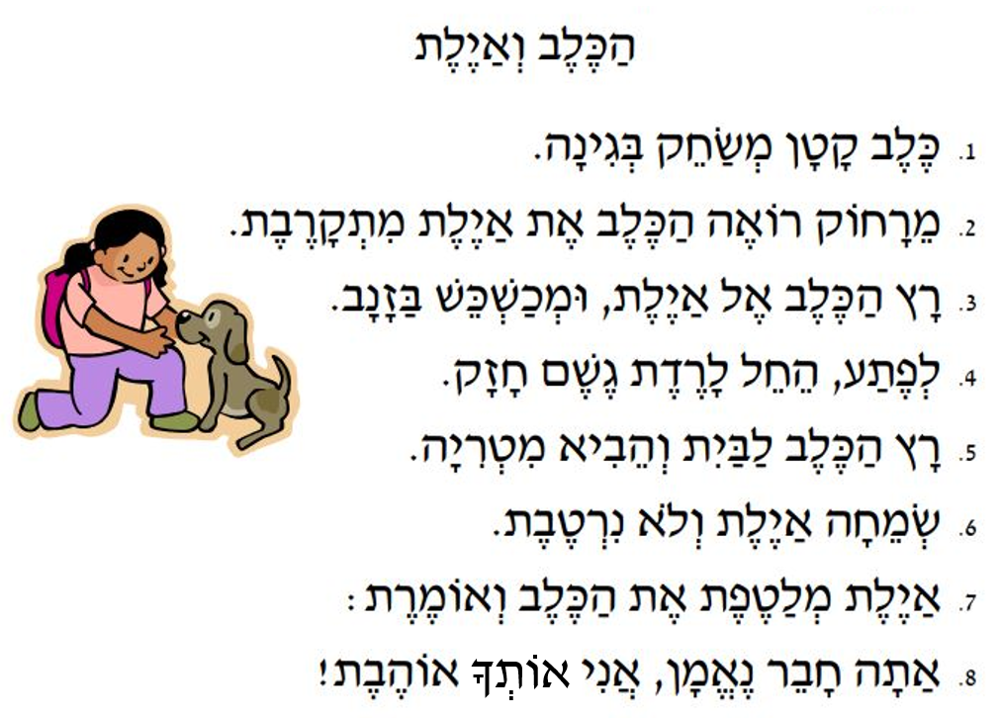 הַכֶּלֶב וְאַיֶּלֶת
1. כֶּלֶב קָטָן מְשַׂחֵק בְּגִינָה.
2. מֵרָחוֹק רוֹאֶה הַכֶּלֶב אֶת אַיֶּלֶת מִתְקָרֶבֶת.
3. רָץ הַכֶּלֶב אֶל אַיֶּלֶת, וּמְכַשְׁכֵּשׁ בַּזָנָב.
4. לְפֶתַע, הֵחֵל לָרֶדֶת גֶּשֶׁם חָזָק.
5. רָץ הַכֶּלֶב לַבַּיִת וְהֵבִיא מִטְרִיָה.
6. שְׂמֵחָה אַיֶּלֶת וְלֹא נִרְטֶבֶת.
7. אַיֶּלֶת מְלַטֶפֶת אֶת הַכֶּלֶב וְאוֹמֶרֶת:
8. אַתָה חָבֵר נֶאֱמָן, אֲנִי אוֹתְךָ אוֹהֶבֶת!